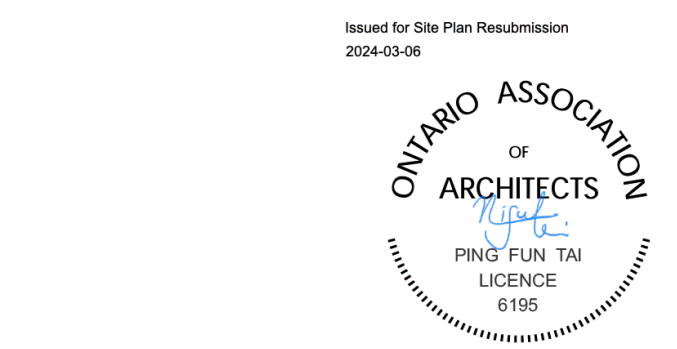 Issued for Site Plan Resubmission
2024-03-06
ONTARIO ASSOCIATION
OF
ARCHITECTS
PING FUN TAI
LICENCE
6195